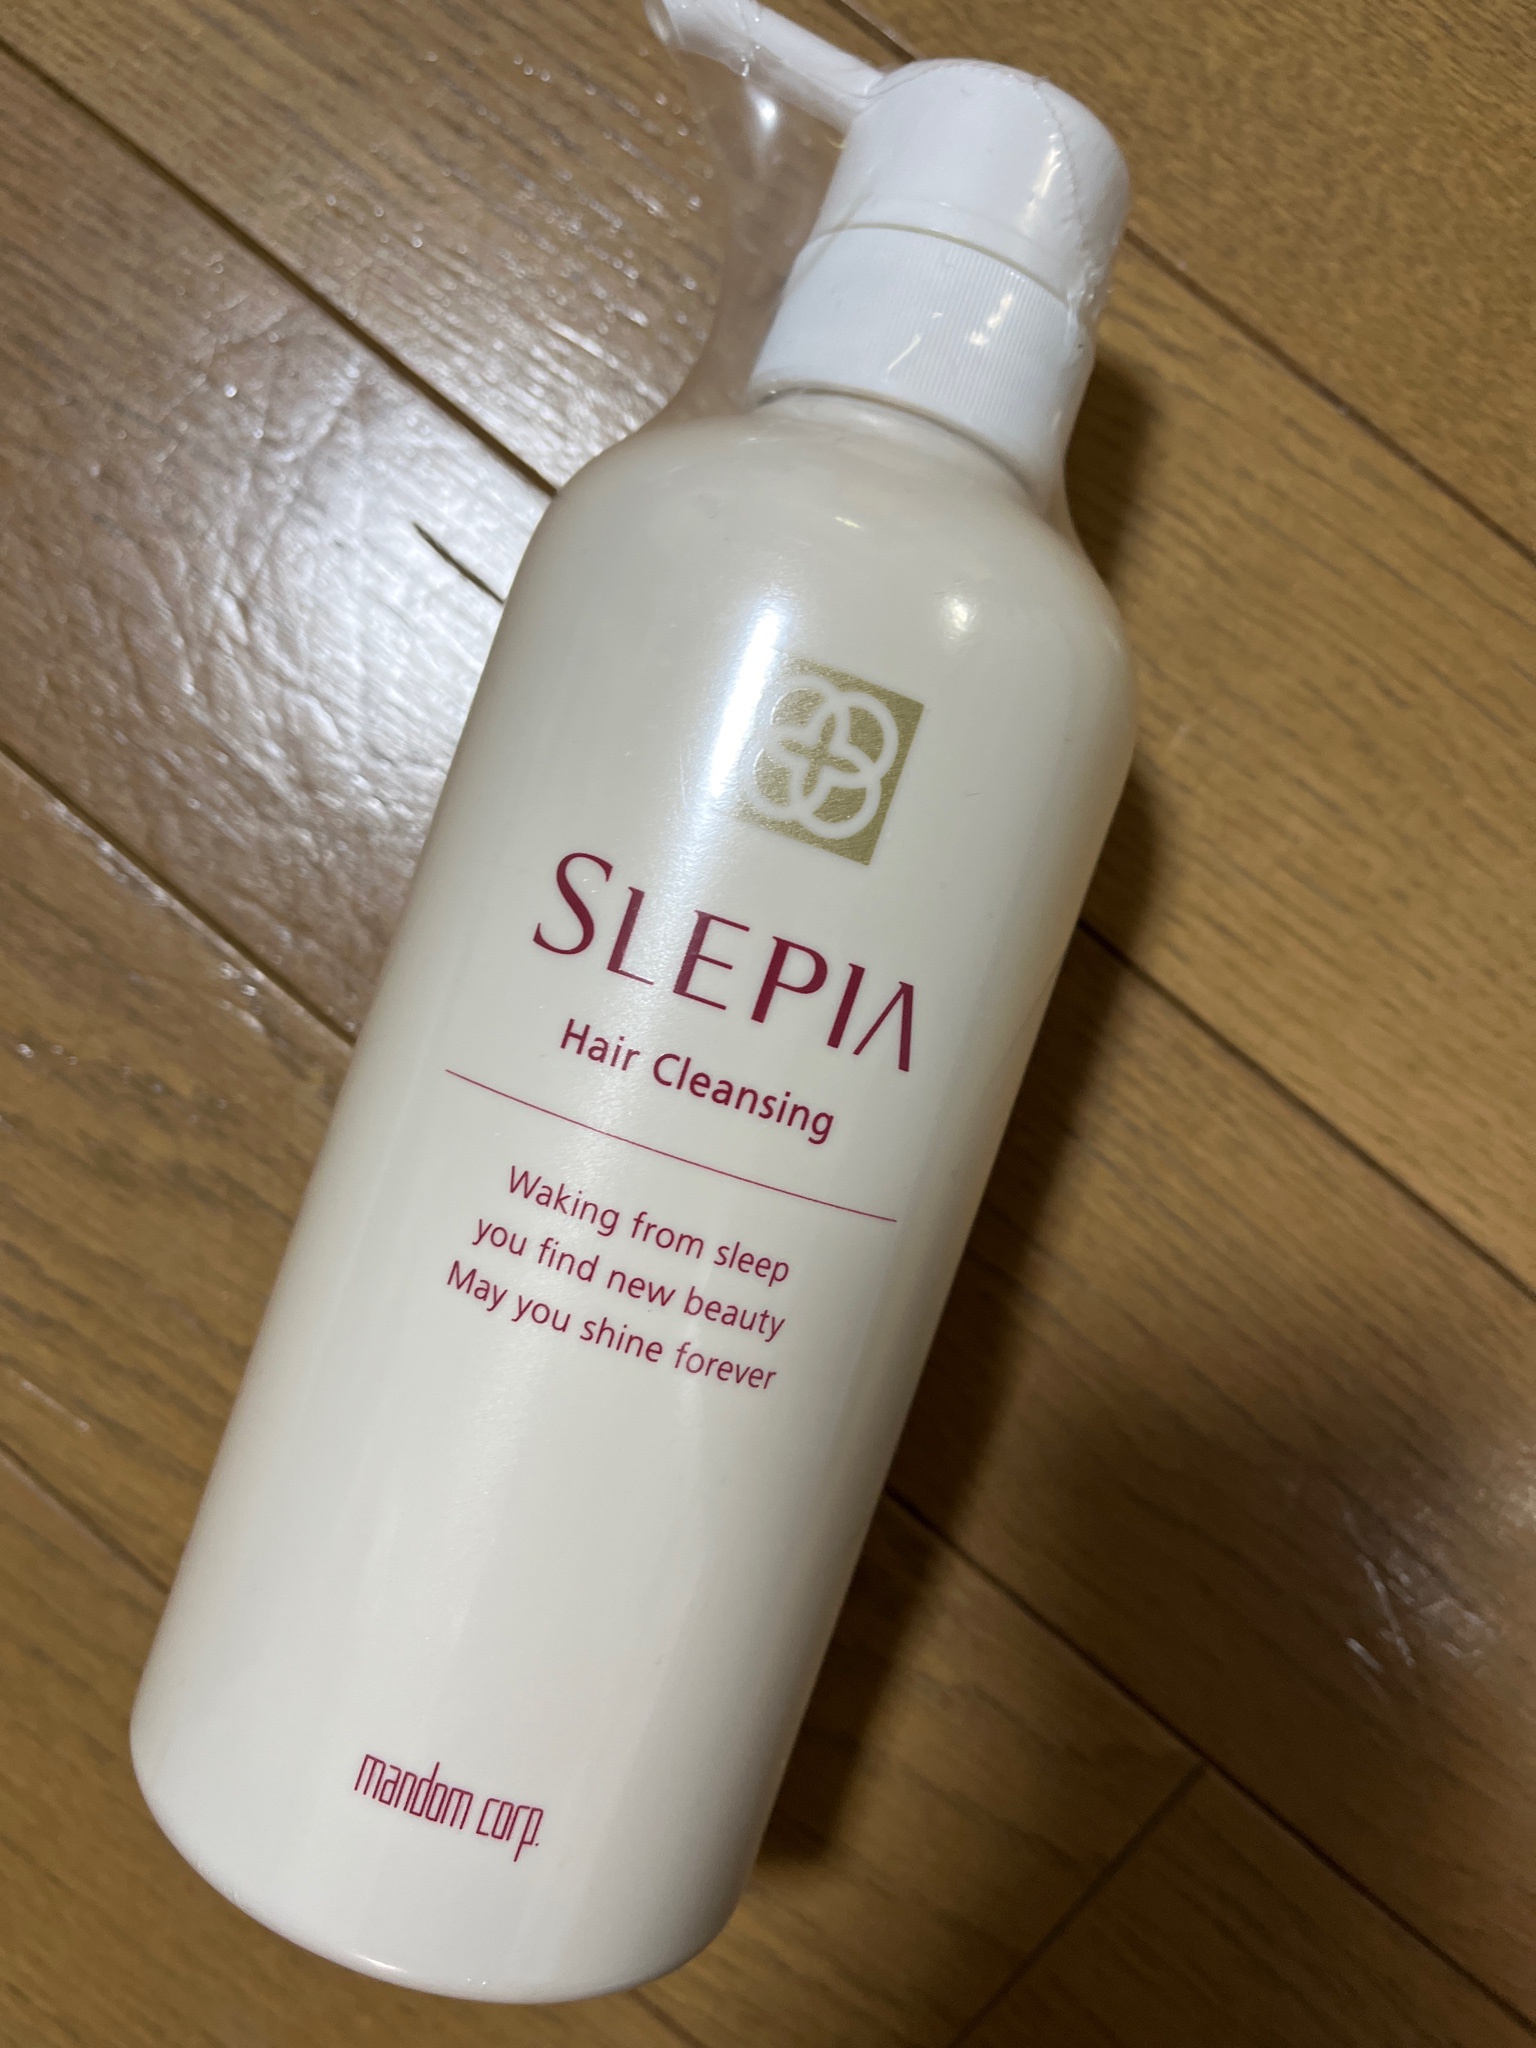 SLEPIA
Hair Cleansing
Waking from sleep
you find new beauty
May you shine forever
mandom corp.